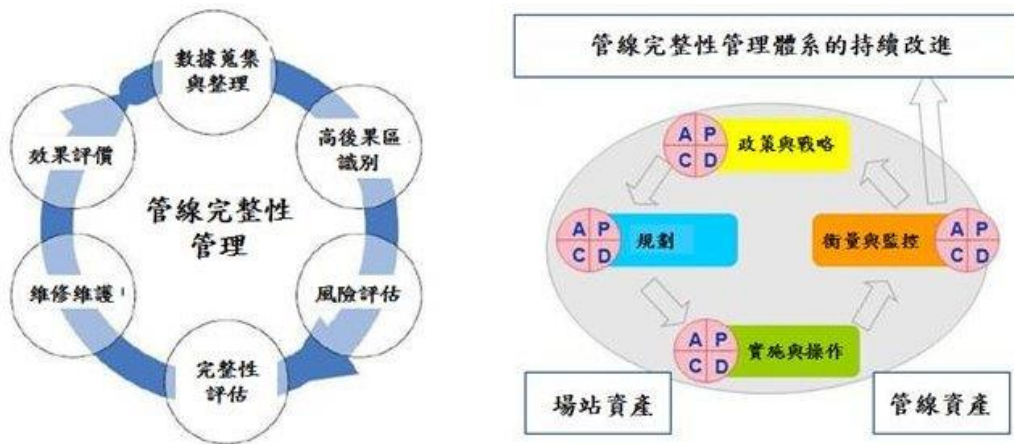 數據蒐集
與整理
高後果區
識別
風險評估
完整性
評估
維修維護
效果評價
管線完整性
管理
管線完整性管理體系的持續改進
A P
C D
政策與戰略
A P
C D
規劃
衡量與監控
A P
C D
A P
C D
實施與操作
場站資產
管線資產